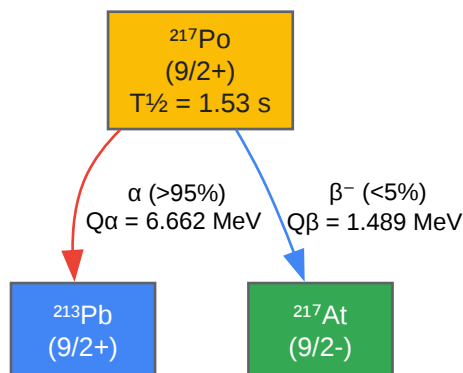 ²¹⁷Po
(9/2+)
T½ = 1.53 s
α (>95%)
Qα = 6.662 MeV
β⁻ (<5%)
Qβ = 1.489 MeV
²¹³Pb
(9/2+)
²¹⁷At
(9/2-)